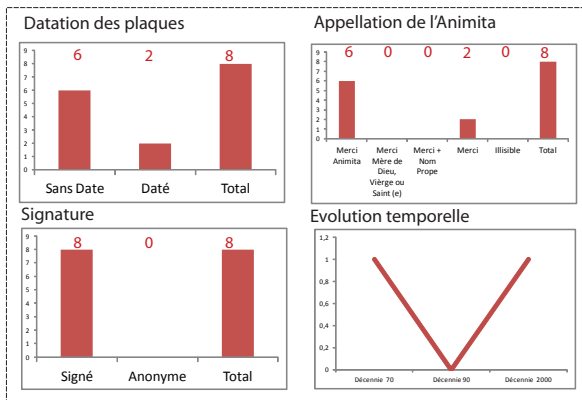 Datation des plaques
6 2 8
9
8
7
6
5
4
3
2
1
0
Sans Date Daté Total
Appellation de l'Animita
6 0 0 2 0 8
9
8
7
6
5
4
3
2
1
0
Merci Animita
Merci Mère de Dieu, Vièrge ou Saint (e)
Merci + Nom Prope
Merci
Illisible
Total
Signature
8 0 8
9
8
7
6
5
4
3
2
1
0
Signé Anonyme Total
Evolution temporelle
1,2
1
0,8
0,6
0,4
0,2
0
Décennie 70 Décennie 90 Décennie 2000